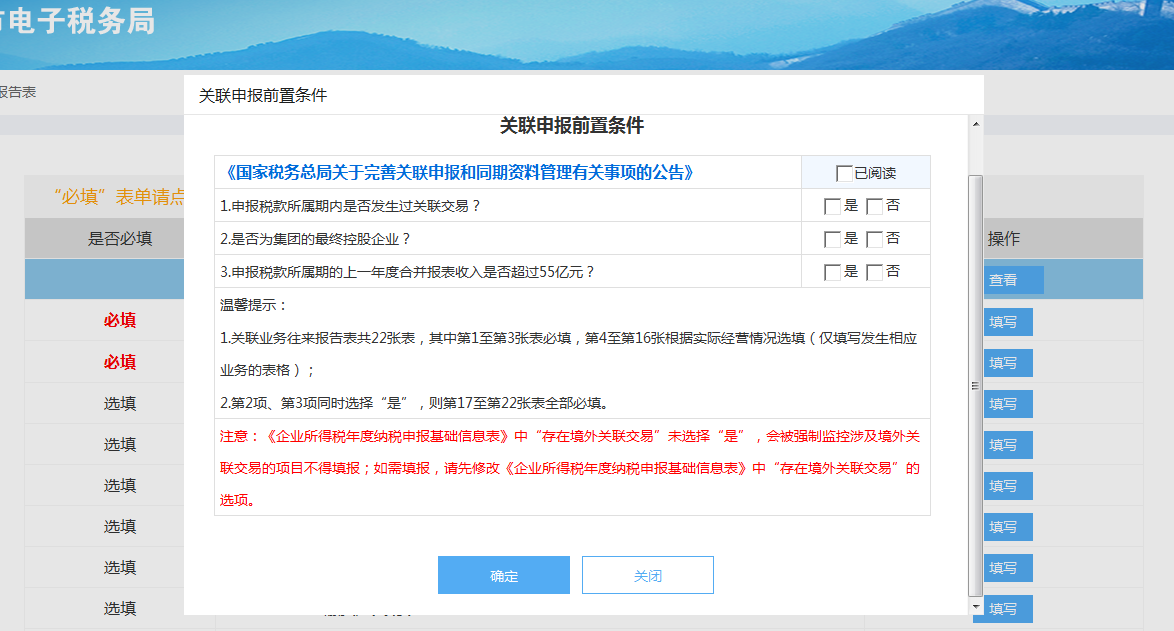 市电子税务局
报告表
关联申报前置条件
关联申报前置条件
《国家税务总局关于完善关联申报和同期资料管理有关事项的公告》 已阅读
1.申报税款所属期内是否发生过关联交易？ 是 否
2.是否为集团的最终控股企业？ 是 否
3.申报税款所属期的上一年度合并报表收入是否超过55亿元？ 是 否
温馨提示：
1.关联业务往来报告表共22张表，其中第1至第3张表必填，第4至第16张根据实际经营情况选填（仅填写发生相应
业务的表格）；
2.第2项、第3项同时选择“是”，则第17至第22张表全部必填。
注意：《企业所得税年度纳税申报基础信息表》中“存在境外关联交易”未选择“是”，会被强制监控涉及境外关
联交易的项目不得填报；如需填报，请先修改《企业所得税年度纳税申报基础信息表》中“存在境外关联交易”的
选项。
确定 关闭
“必填”表单请点
是否必填 操作
查看
必填 填写
必填 填写
选填 填写
选填 填写
选填 填写
选填 填写
选填 填写
选填 填写